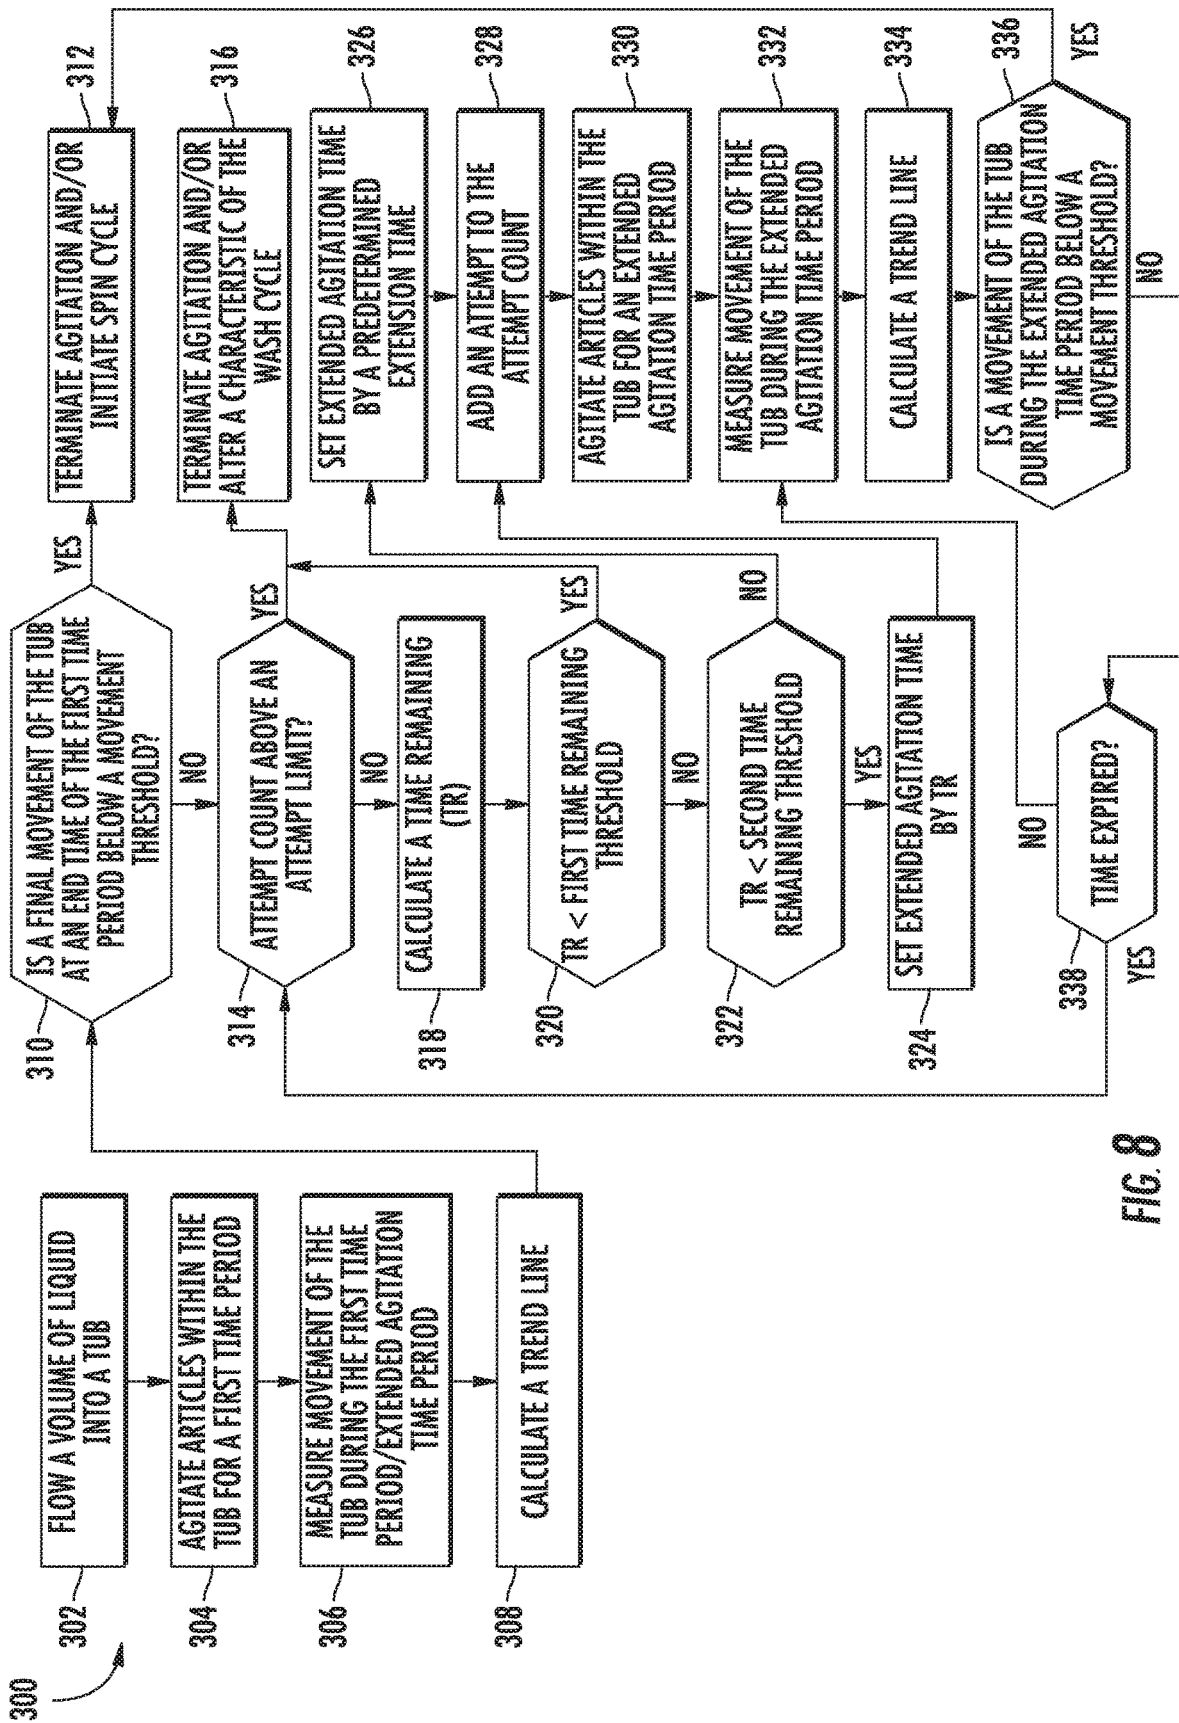 300
302
FLOW A VOLUME OF LIQUID
INTO A TUB
304
AGITATE ARTICLES WITHIN THE
TUB FOR A FIRST TIME PERIOD
306
MEASURE MOVEMENT OF THE
TUB DURING THE FIRST TIME
PERIOD/EXTENDED AGITATION
TIME PERIOD
308
CALCULATE A TREND LINE
310
IS A FINAL MOVEMENT OF THE TUB
AT AN END TIME OF THE FIRST TIME
PERIOD BELOW A MOVEMENT
THRESHOLD?
YES
NO
312
TERMINATE AGITATION AND/OR
INITIATE SPIN CYCLE
314
ATTEMPT COUNT ABOVE AN
ATTEMPT LIMIT?
YES
NO
316
TERMINATE AGITATION AND/OR
ALTER A CHARACTERISTIC OF THE
WASH CYCLE
318
CALCULATE A TIME REMAINING
(TR)
320
TR < FIRST TIME REMAINING
THRESHOLD
YES
NO
322
TR < SECOND TIME
REMAINING THRESHOLD
NO
YES
324
SET EXTENDED AGITATION TIME
BY TR
326
SET EXTENDED AGITATION TIME
BY A PREDETERMINED
EXTENSION TIME
328
ADD AN ATTEMPT TO THE
ATTEMPT COUNT
330
AGITATE ARTICLES WITHIN THE
TUB FOR AN EXTENDED
AGITATION TIME PERIOD
332
MEASURE MOVEMENT OF THE
TUB DURING THE EXTENDED
AGITATION TIME PERIOD
334
CALCULATE A TREND LINE
336
IS A MOVEMENT OF THE TUB
DURING THE EXTENDED AGITATION
TIME PERIOD BELOW A
MOVEMENT THRESHOLD?
YES
NO
338
TIME EXPIRED?
NO
YES
FIG. 8